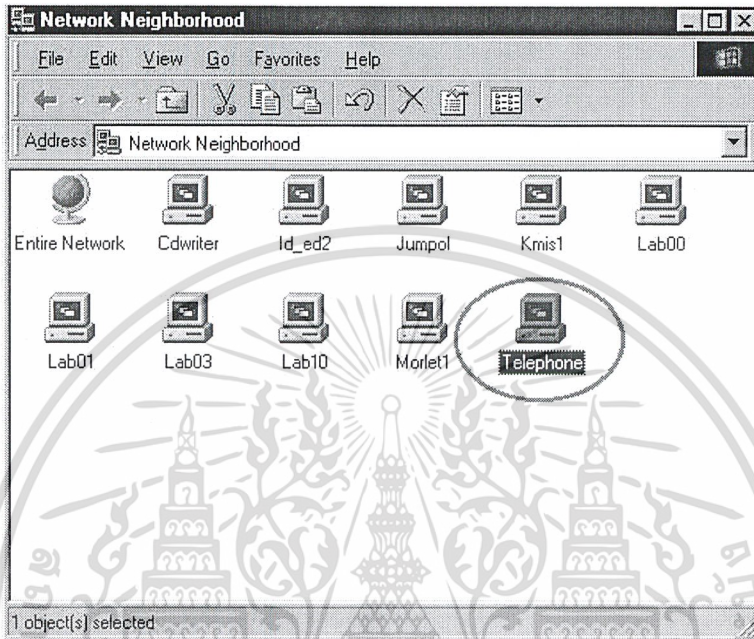 Network Neighborhood
File Edit View Go Favorites Help
Address Network Neighborhood
Entire Network Cdwriter Id_ed2 Jumpol Kmis1 Lab00
Lab01 Lab03 Lab10 Morlet1 Telephone
1 object(s) selected